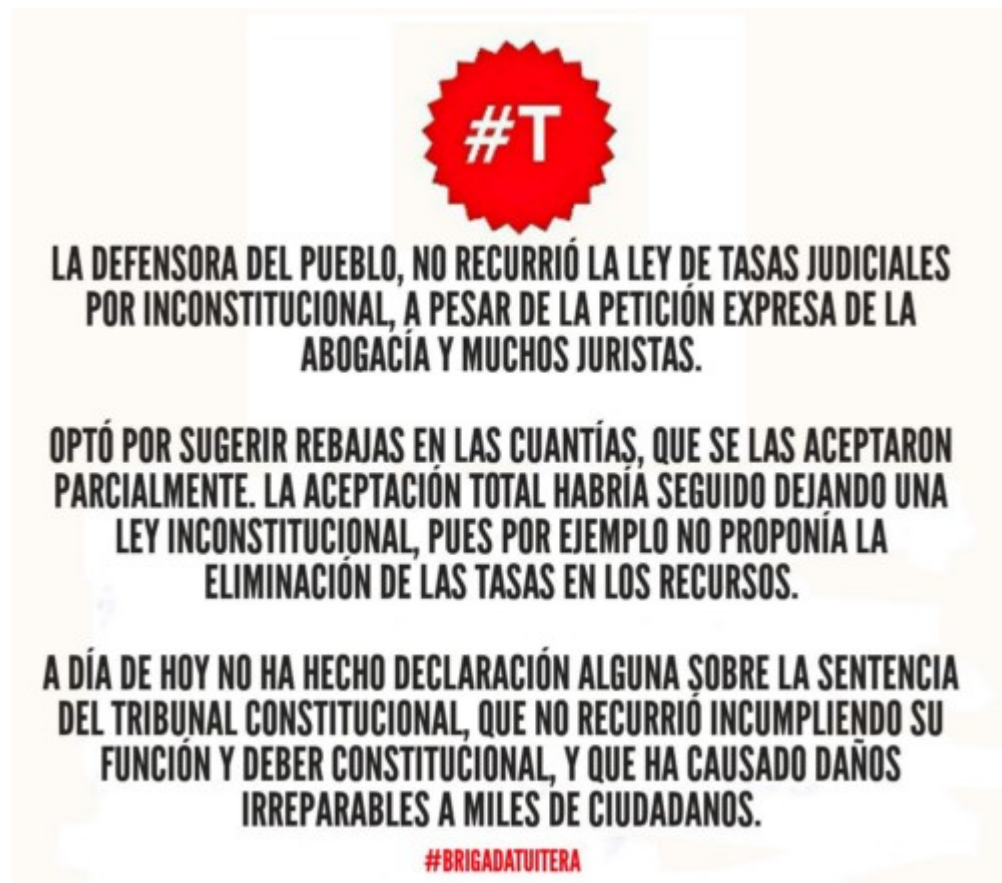 #T
LA DEFENSORA DEL PUEBLO, NO RECURRIÓ LA LEY DE TASAS JUDICIALES
POR INCONSTITUCIONAL, A PESAR DE LA PETICIÓN EXPRESA DE LA
ABOGACÍA Y MUCHOS JURISTAS.
OPTÓ POR SUGERIR REBAJAS EN LAS CUANTÍAS, QUE SE LAS ACEPTARON
PARCIALMENTE. LA ACEPTACIÓN TOTAL HABRÍA SEGUIDO DEJANDO UNA
LEY INCONSTITUCIONAL, PUES POR EJEMPLO NO PROPONÍA LA
ELIMINACIÓN DE LAS TASAS EN LOS RECURSOS.
A DÍA DE HOY NO HA HECHO DECLARACIÓN ALGUNA SOBRE LA SENTENCIA
DEL TRIBUNAL CONSTITUCIONAL, QUE NO RECURRIÓ INCUMPLIENDO SU
FUNCIÓN Y DEBER CONSTITUCIONAL, Y QUE HA CAUSADO DAÑOS
IRREPARABLES A MILES DE CIUDADANOS.
#BRIGADATUITERA